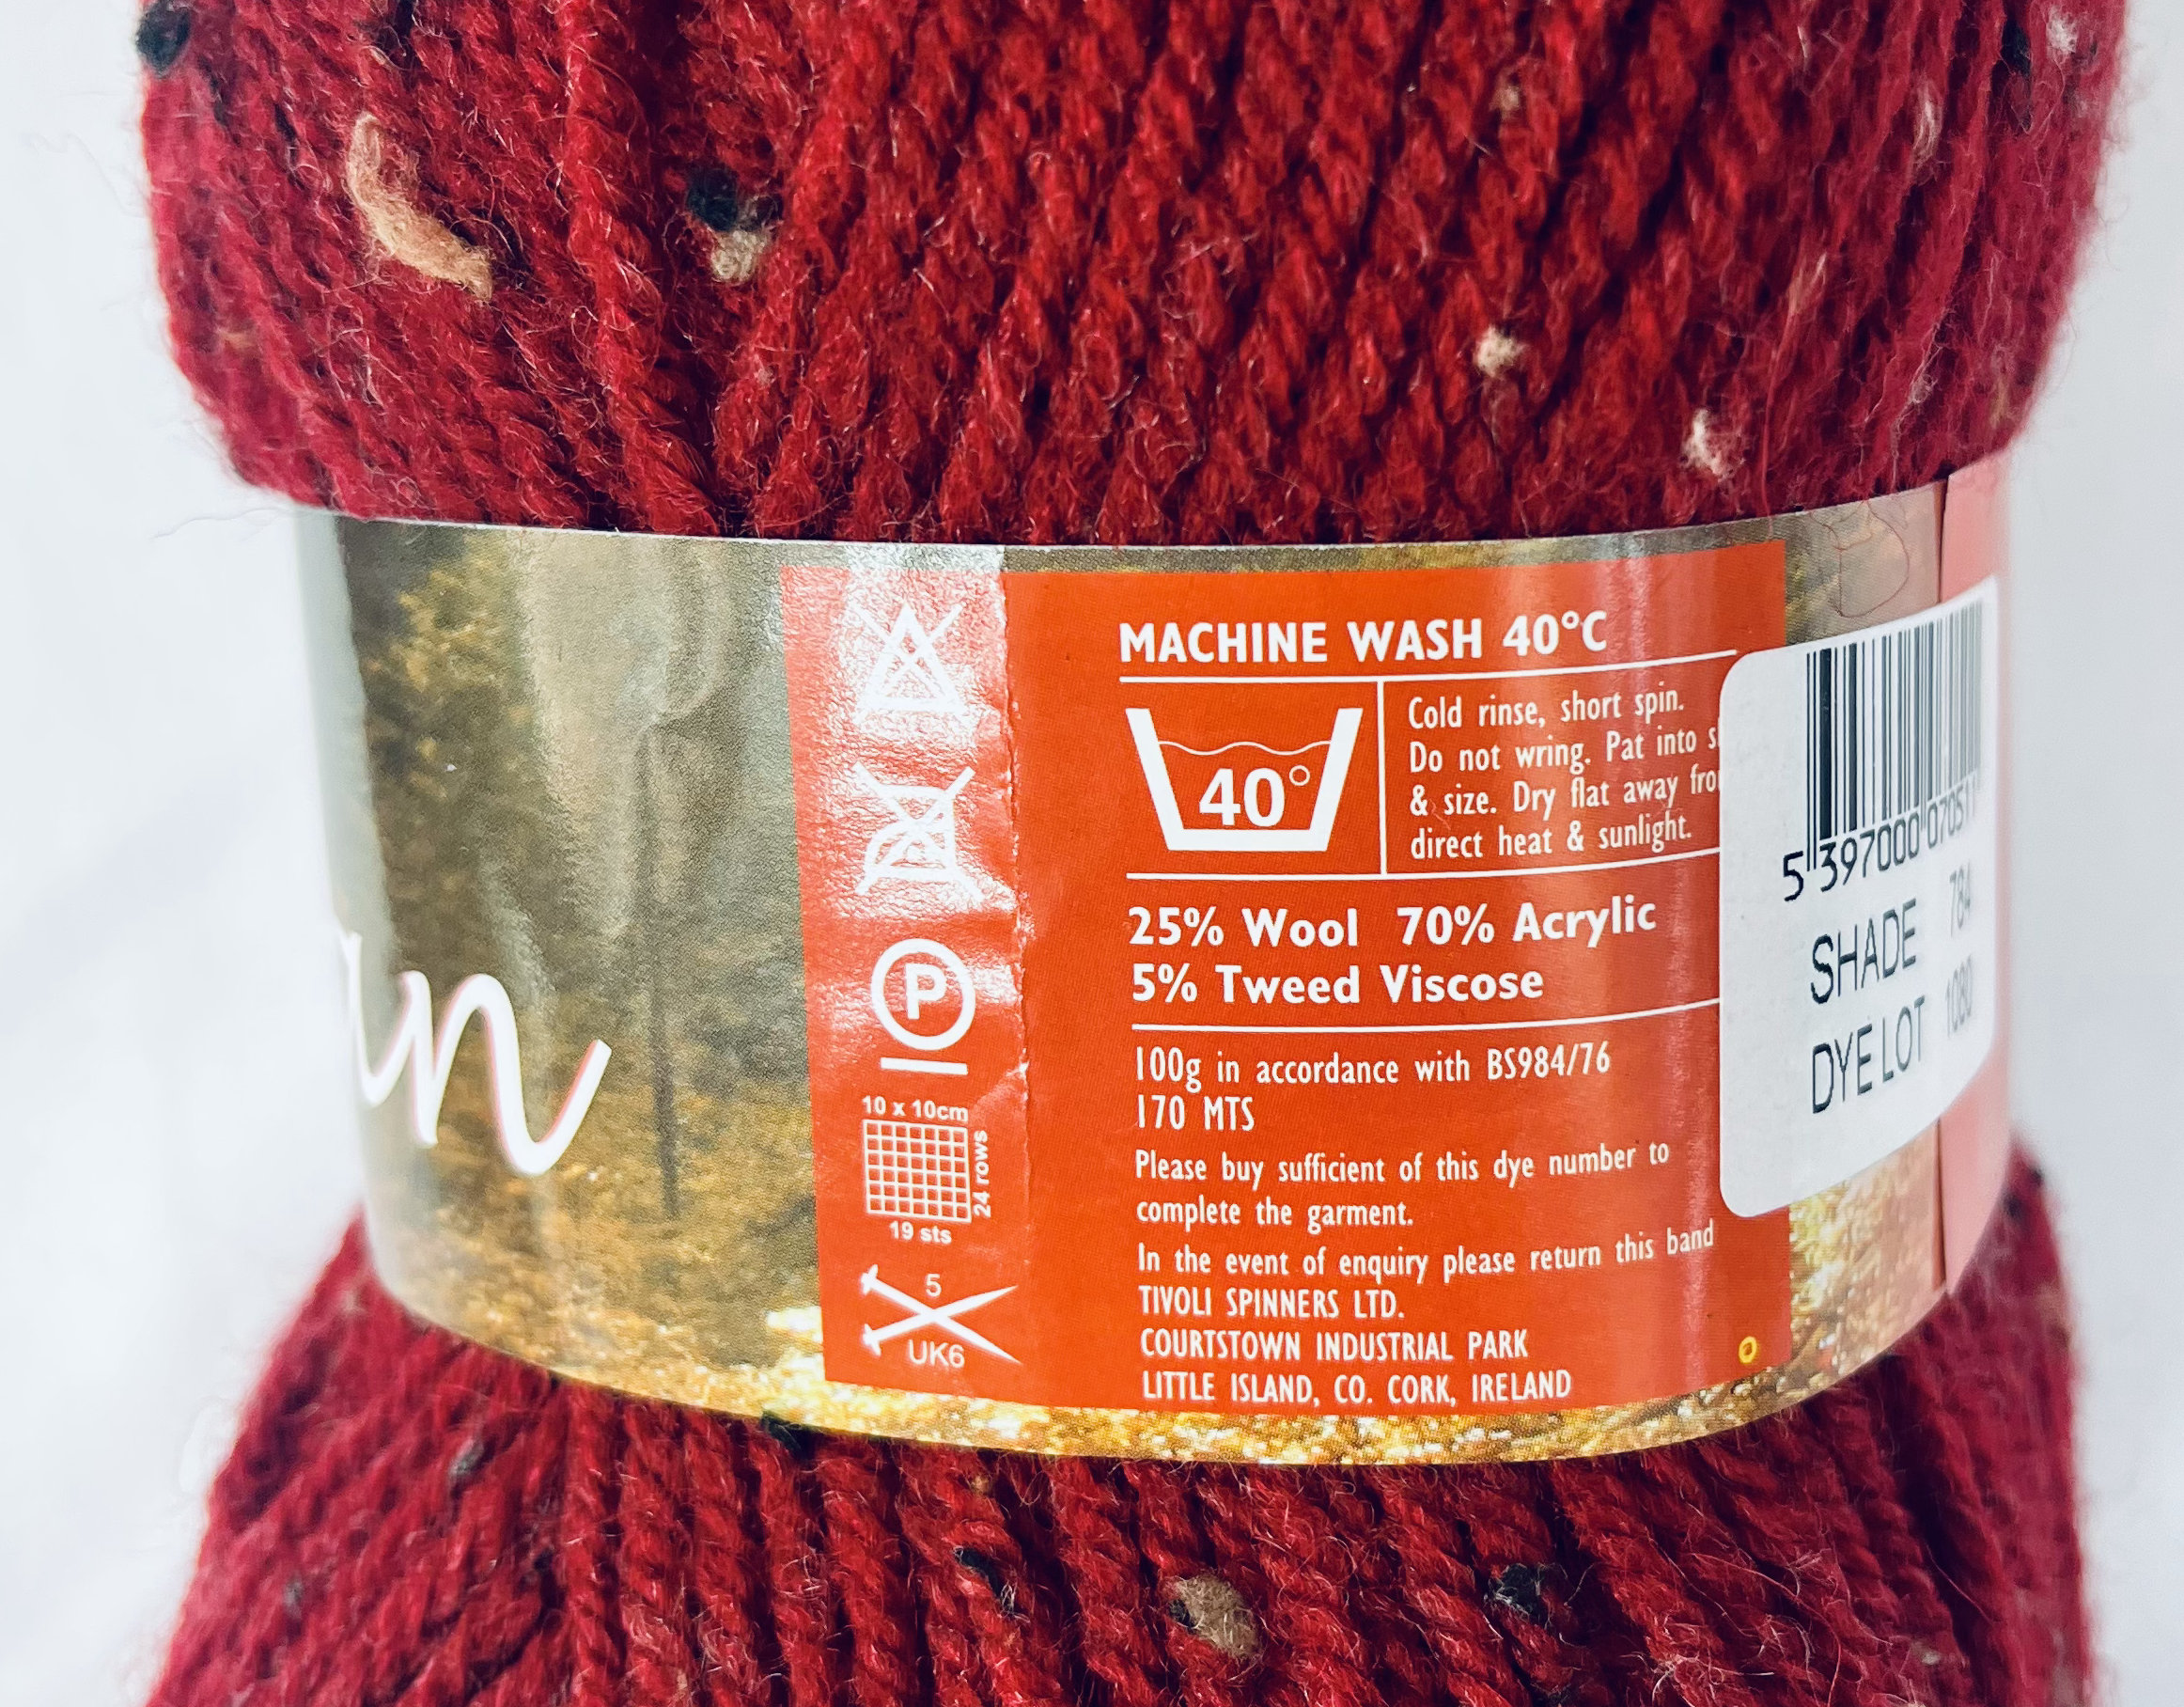 MACHINE WASH 40°C
40°
Cold rinse, short spin.
Do not wring. Pat into
& size. Dry flat away
direct heat & sunlight.
25% Wool 70% Acrylic
5% Tweed Viscose
100g in accordance with BS984/76
170 MTS
Please buy sufficient of this dye number to
complete the garment.
In the event of enquiry please return this band
TIVOLI SPINNERS LTD.
COURTSTOWN INDUSTRIAL PARK
LITTLE ISLAND, CO. CORK, IRELAND
P
10 x 10cm
24 rows
19 sts
5
UK6
5 397000 070511
SHADE 784
DYE LOT